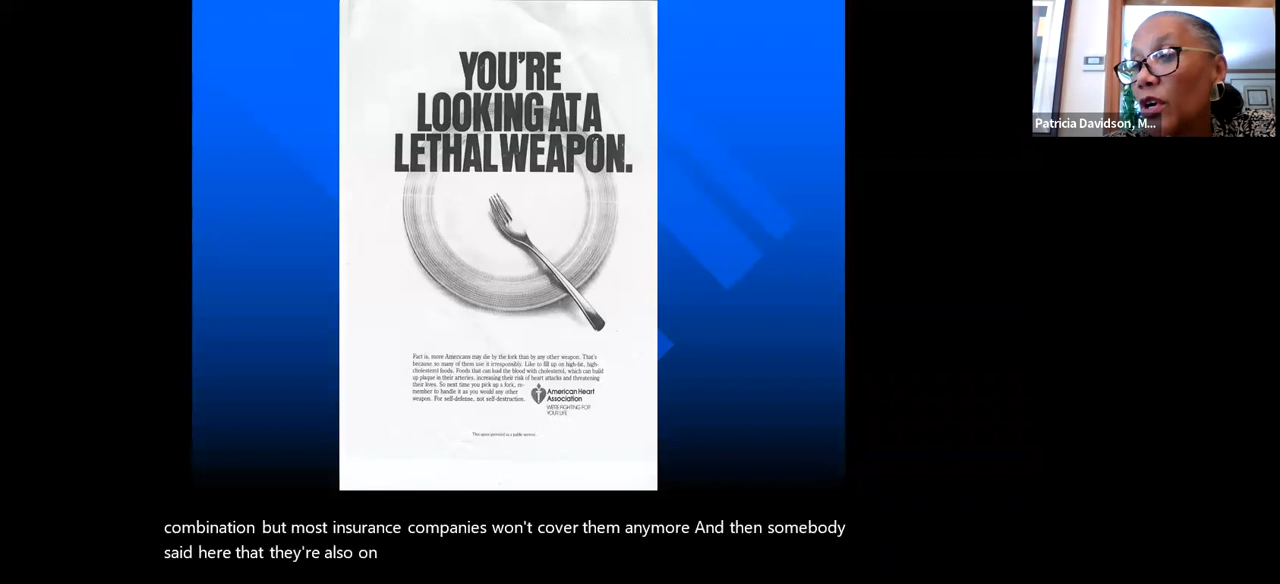 YOU'RE
LOOKING AT A
LETHAL WEAPON.
Patricia Davidson, M...
Fact is, more Americans may die by the fork than by any other weapon. That's
because so many of them use it irresponsibly. Like to fill up on high-fat, high-
cholesterol foods. Foods that can load the blood with cholesterol, which can build
up plaque in their arteries, increasing their risk of heart attacks and threatening
their lives. So next time you pick up a fork, re-
member to handle it as you would any other
weapon. For self-defense, not self-destruction.
American Heart
Association
WE'RE FIGHTING FOR
YOUR LIFE
This space provided as a public service.
combination but most insurance companies won't cover them anymore And then somebody
said here that they're also on